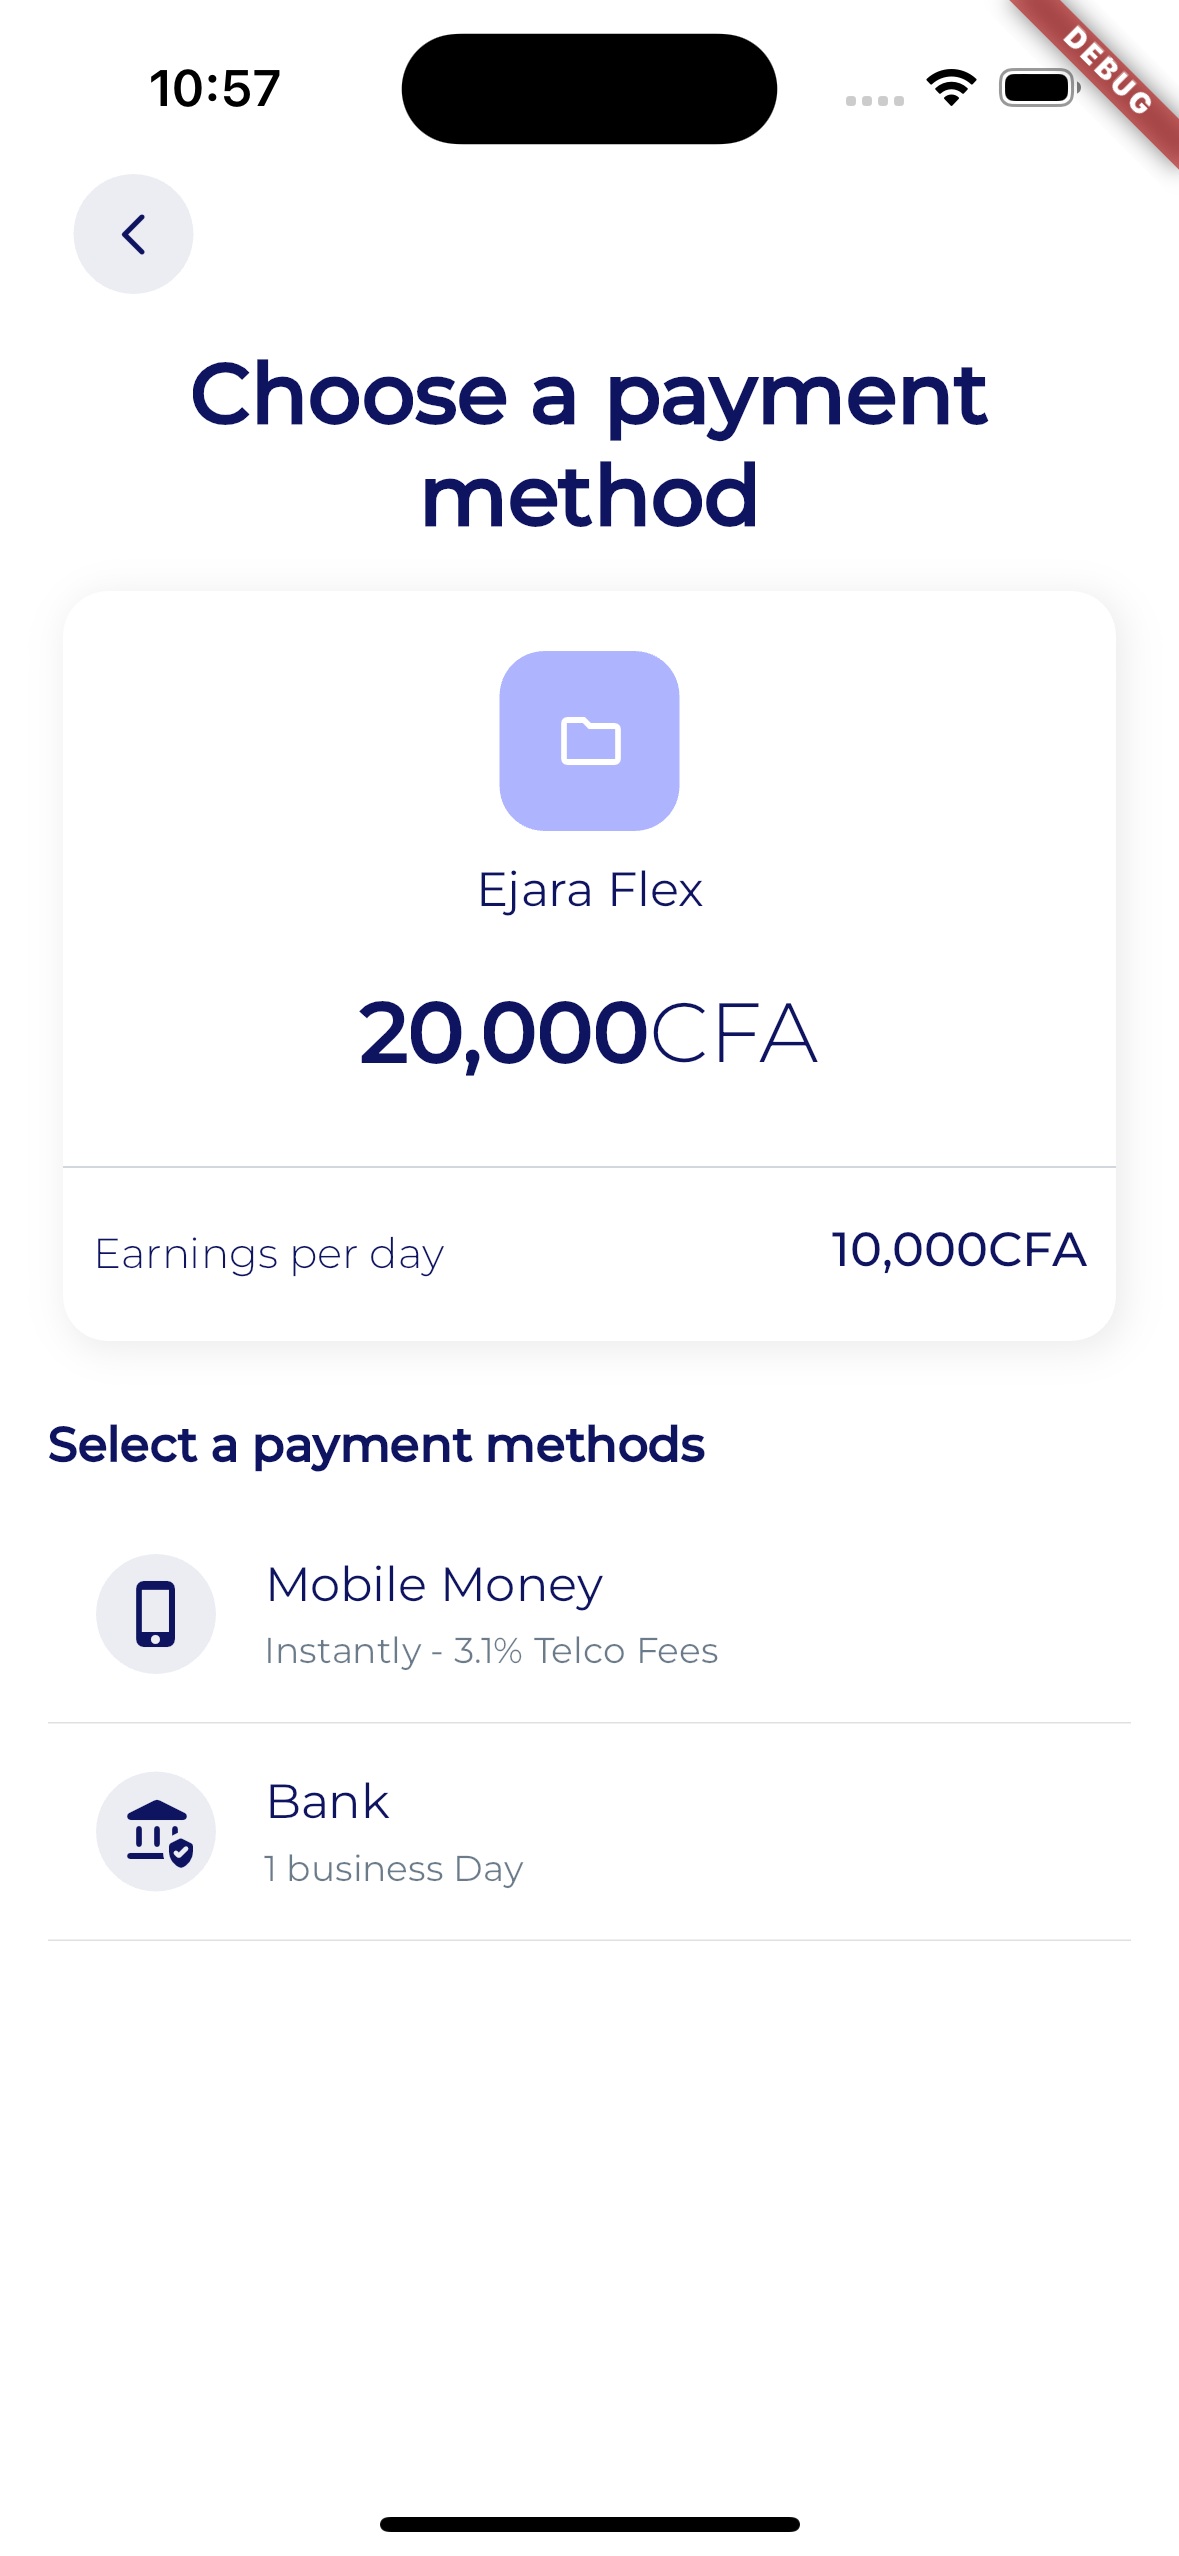 10:57
DEBUG
Choose a payment
method
Ejara Flex
20,000CFA
Earnings per day
10,000CFA
Select a payment methods
Mobile Money
Instantly - 3.1% Telco Fees
Bank
1 business Day